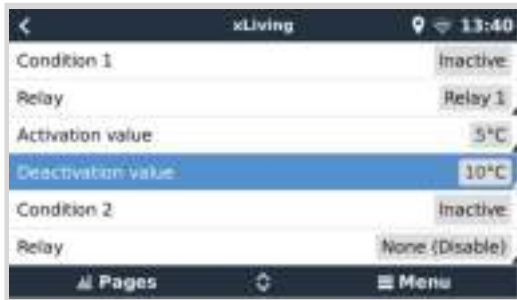 xLiving 13:40
Condition 1 Inactive
Relay Relay 1
Activation value 5°C
Deactivation value 10°C
Condition 2 Inactive
Relay None (Disable)
Pages Menu